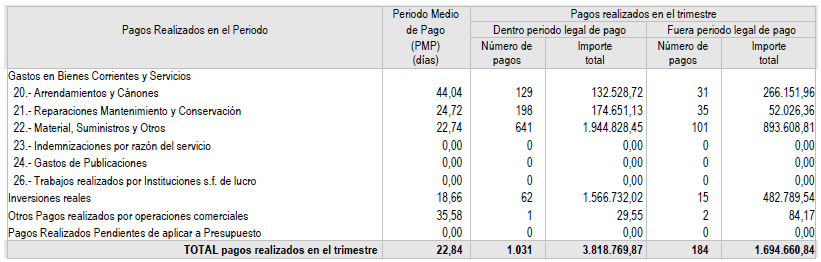 Pagos Realizados en el Periodo
Periodo Medio de Pago (PMP) (días)
Pagos realizados en el trimestre
Dentro periodo legal de pago Fuera periodo legal de pago
Número de pagos Importe total Número de pagos Importe total
Gastos en Bienes Corrientes y Servicios
20.- Arrendamientos y Cánones 44,04 129 132.528,72 31 266.151,96
21.- Reparaciones Mantenimiento y Conservación 24,72 198 174.651,13 35 52.026,36
22.- Material, Suministros y Otros 22,74 641 1.944.828,45 101 893.608,81
23.- Indemnizaciones por razón del servicio 0,00 0 0,00 0 0,00
24.- Gastos de Publicaciones 0,00 0 0,00 0 0,00
26.- Trabajos realizados por Instituciones s.f. de lucro 0,00 0 0,00 0 0,00
Inversiones reales 18,66 62 1.566.732,02 15 482.789,54
Otros Pagos realizados por operaciones comerciales 35,58 1 29,55 2 84,17
Pagos Realizados Pendientes de aplicar a Presupuesto 0,00 0 0,00 0 0,00
TOTAL pagos realizados en el trimestre 22,84 1.031 3.818.769,87 184 1.694.660,84